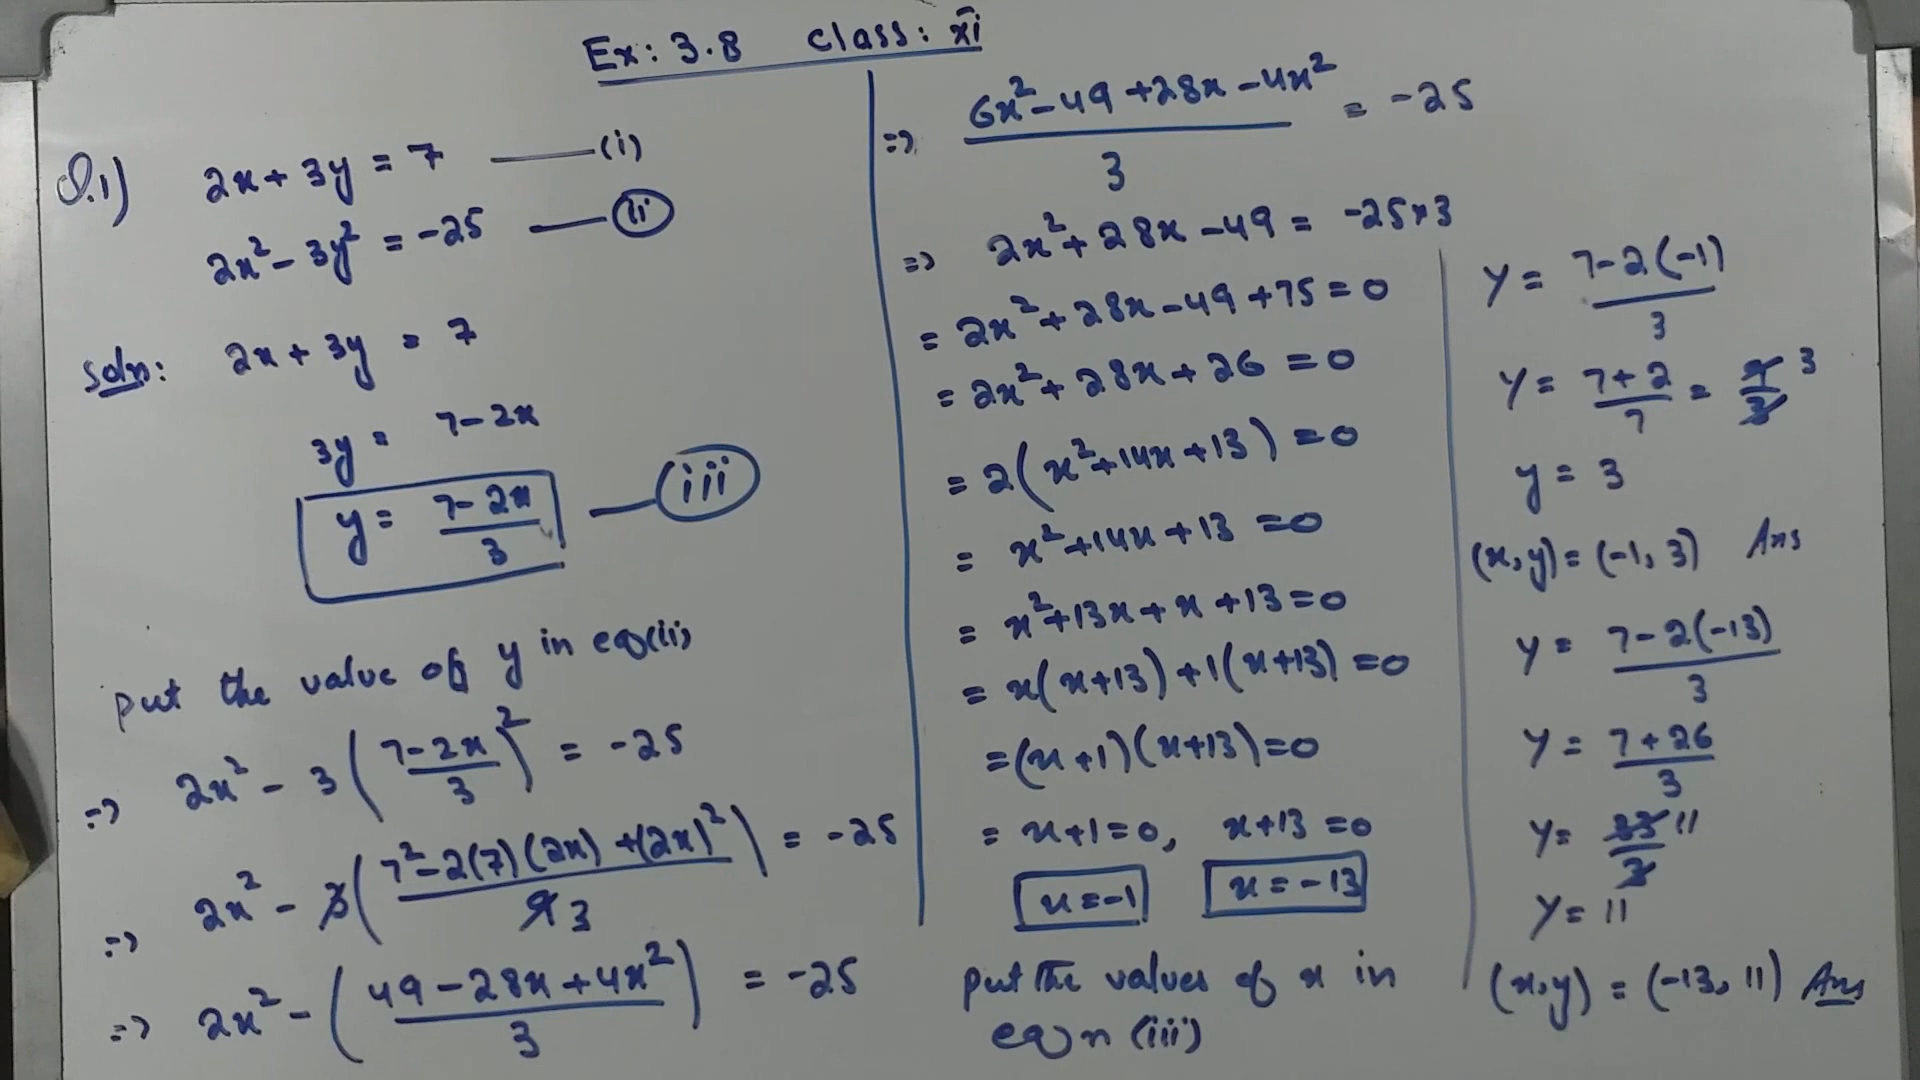 Ex: 3.8 class: xi
Q.1) 2x + 3y = 7 —(i)
2x² - 3y² = -25 — (ii)
Soln: 2x + 3y = 7
3y = 7-2x
y = (7-2x)/3 — (iii)
put the value of y in eq(ii)
=> 2x² - 3((7-2x)/3)² = -25
=> 2x² - 3((7²-2(7)(2x)+(2x)²)/9 3) = -25
=> 2x² - ((49-28x+4x²)/3) = -25
=> (6x²-49+28x-4x²)/3 = -25
=> 2x²+28x-49 = -25×3
= 2x²+28x-49+75=0
= 2x²+28x+26=0
= 2(x²+14x+13)=0
= x²+14x+13=0
= x²+13x+x+13=0
= x(x+13)+1(x+13)=0
=(x+1)(x+13)=0
= x+1=0, x+13=0
x=-1 x=-13
put the values of x in
eqn (iii)
y = (7-2(-1))/3
y = (7+2)/7 = 9/3 3
y = 3
(x,y)=(-1,3) Ans
y = (7-2(-13))/3
y = (7+26)/3
y = 33/3 11
y = 11
(x,y) = (-13, 11) Ans